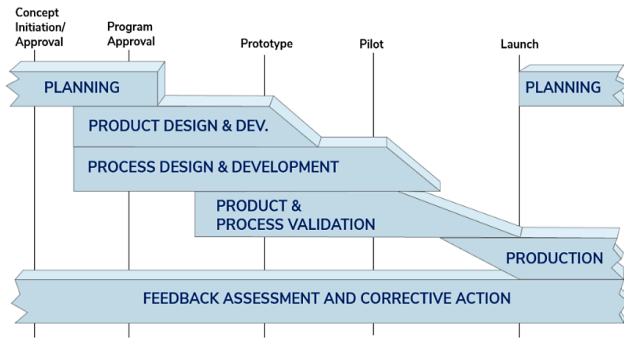 Concept
Initiation/
Approval
Program
Approval
Prototype
Pilot
Launch
PLANNING
PLANNING
PRODUCT DESIGN & DEV.
PROCESS DESIGN & DEVELOPMENT
PRODUCT &
PROCESS VALIDATION
PRODUCTION
FEEDBACK ASSESSMENT AND CORRECTIVE ACTION